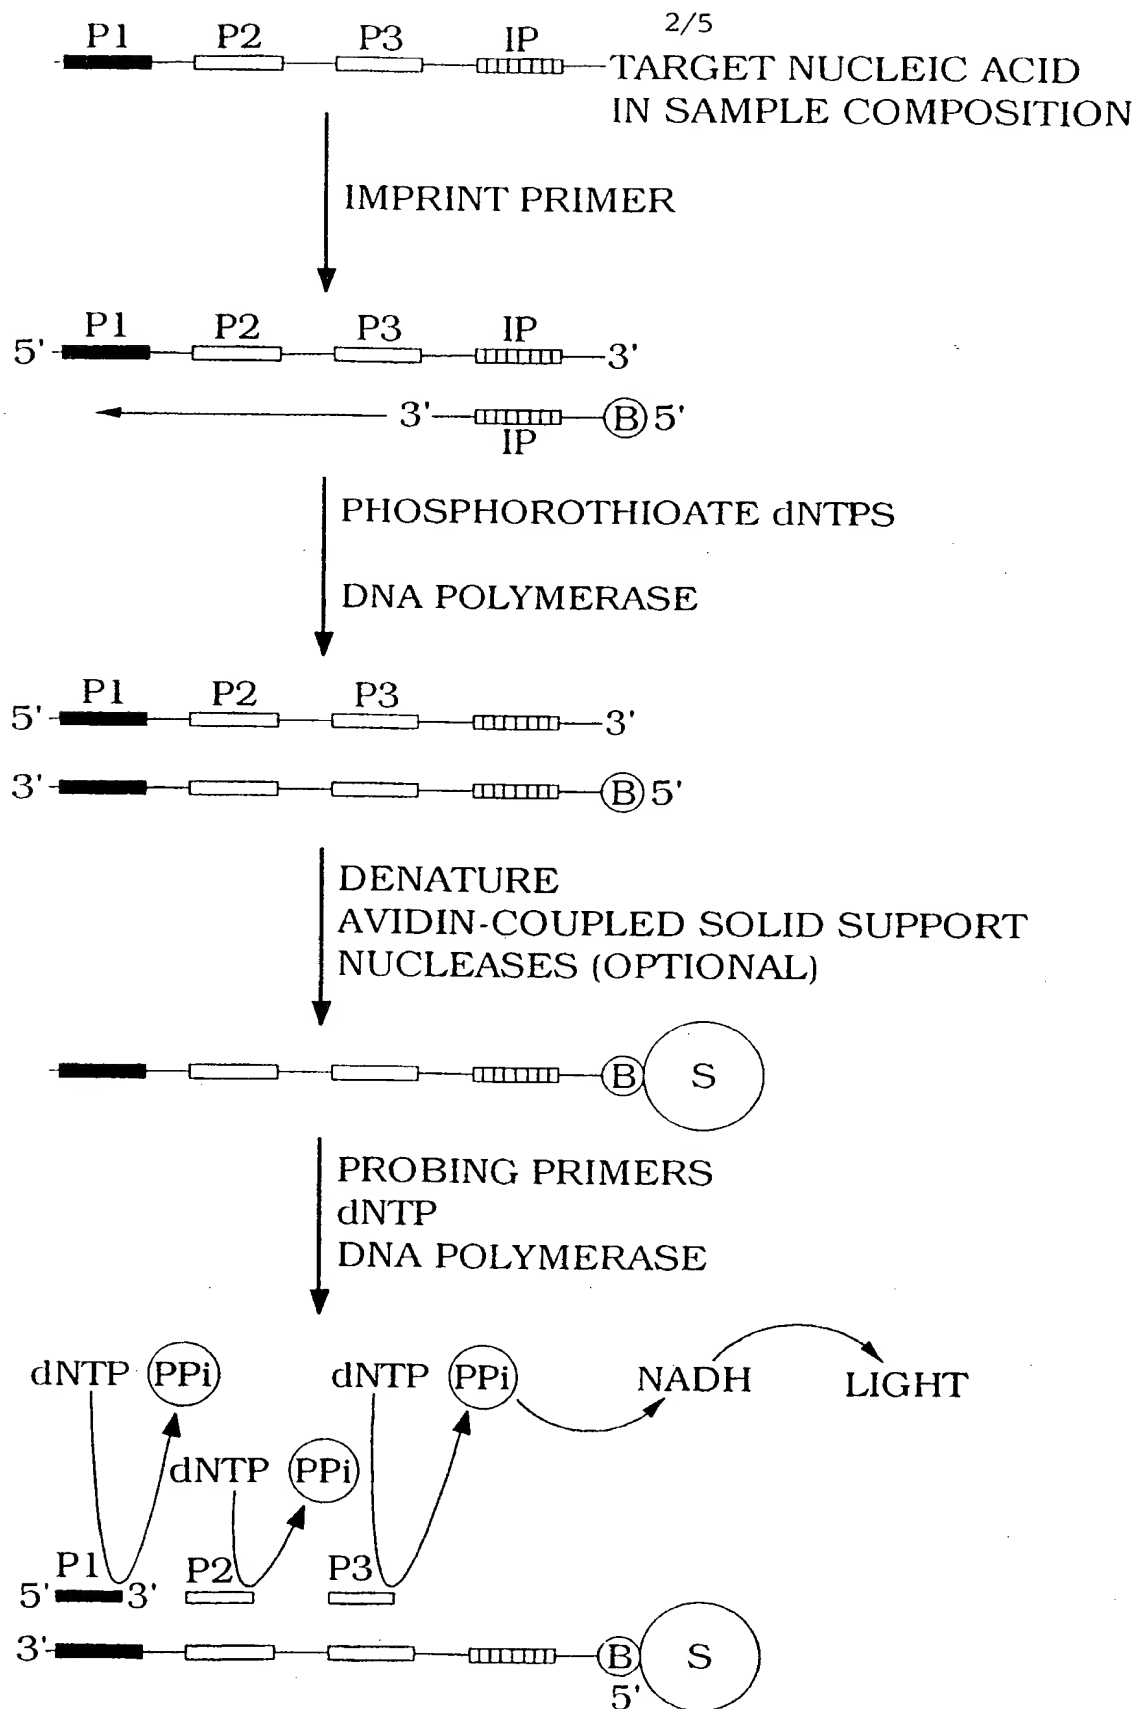 2/5
P1 P2 P3 IP
TARGET NUCLEIC ACID
IN SAMPLE COMPOSITION
IMPRINT PRIMER
P1 P2 P3 IP
5' 3'
3' B 5'
IP
PHOSPHOROTHIOATE dNTPS
DNA POLYMERASE
P1 P2 P3
5' 3'
3' B 5'
DENATURE
AVIDIN-COUPLED SOLID SUPPORT
NUCLEASES (OPTIONAL)
B S
PROBING PRIMERS
dNTP
DNA POLYMERASE
dNTP PPi dNTP PPi NADH LIGHT
dNTP PPi
P1 P2 P3
5' 3'
3' B S
5'